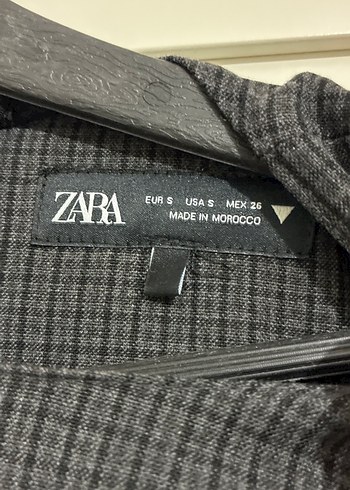 ZARA
EUR S USA S MEX 26
MADE IN MOROCCO